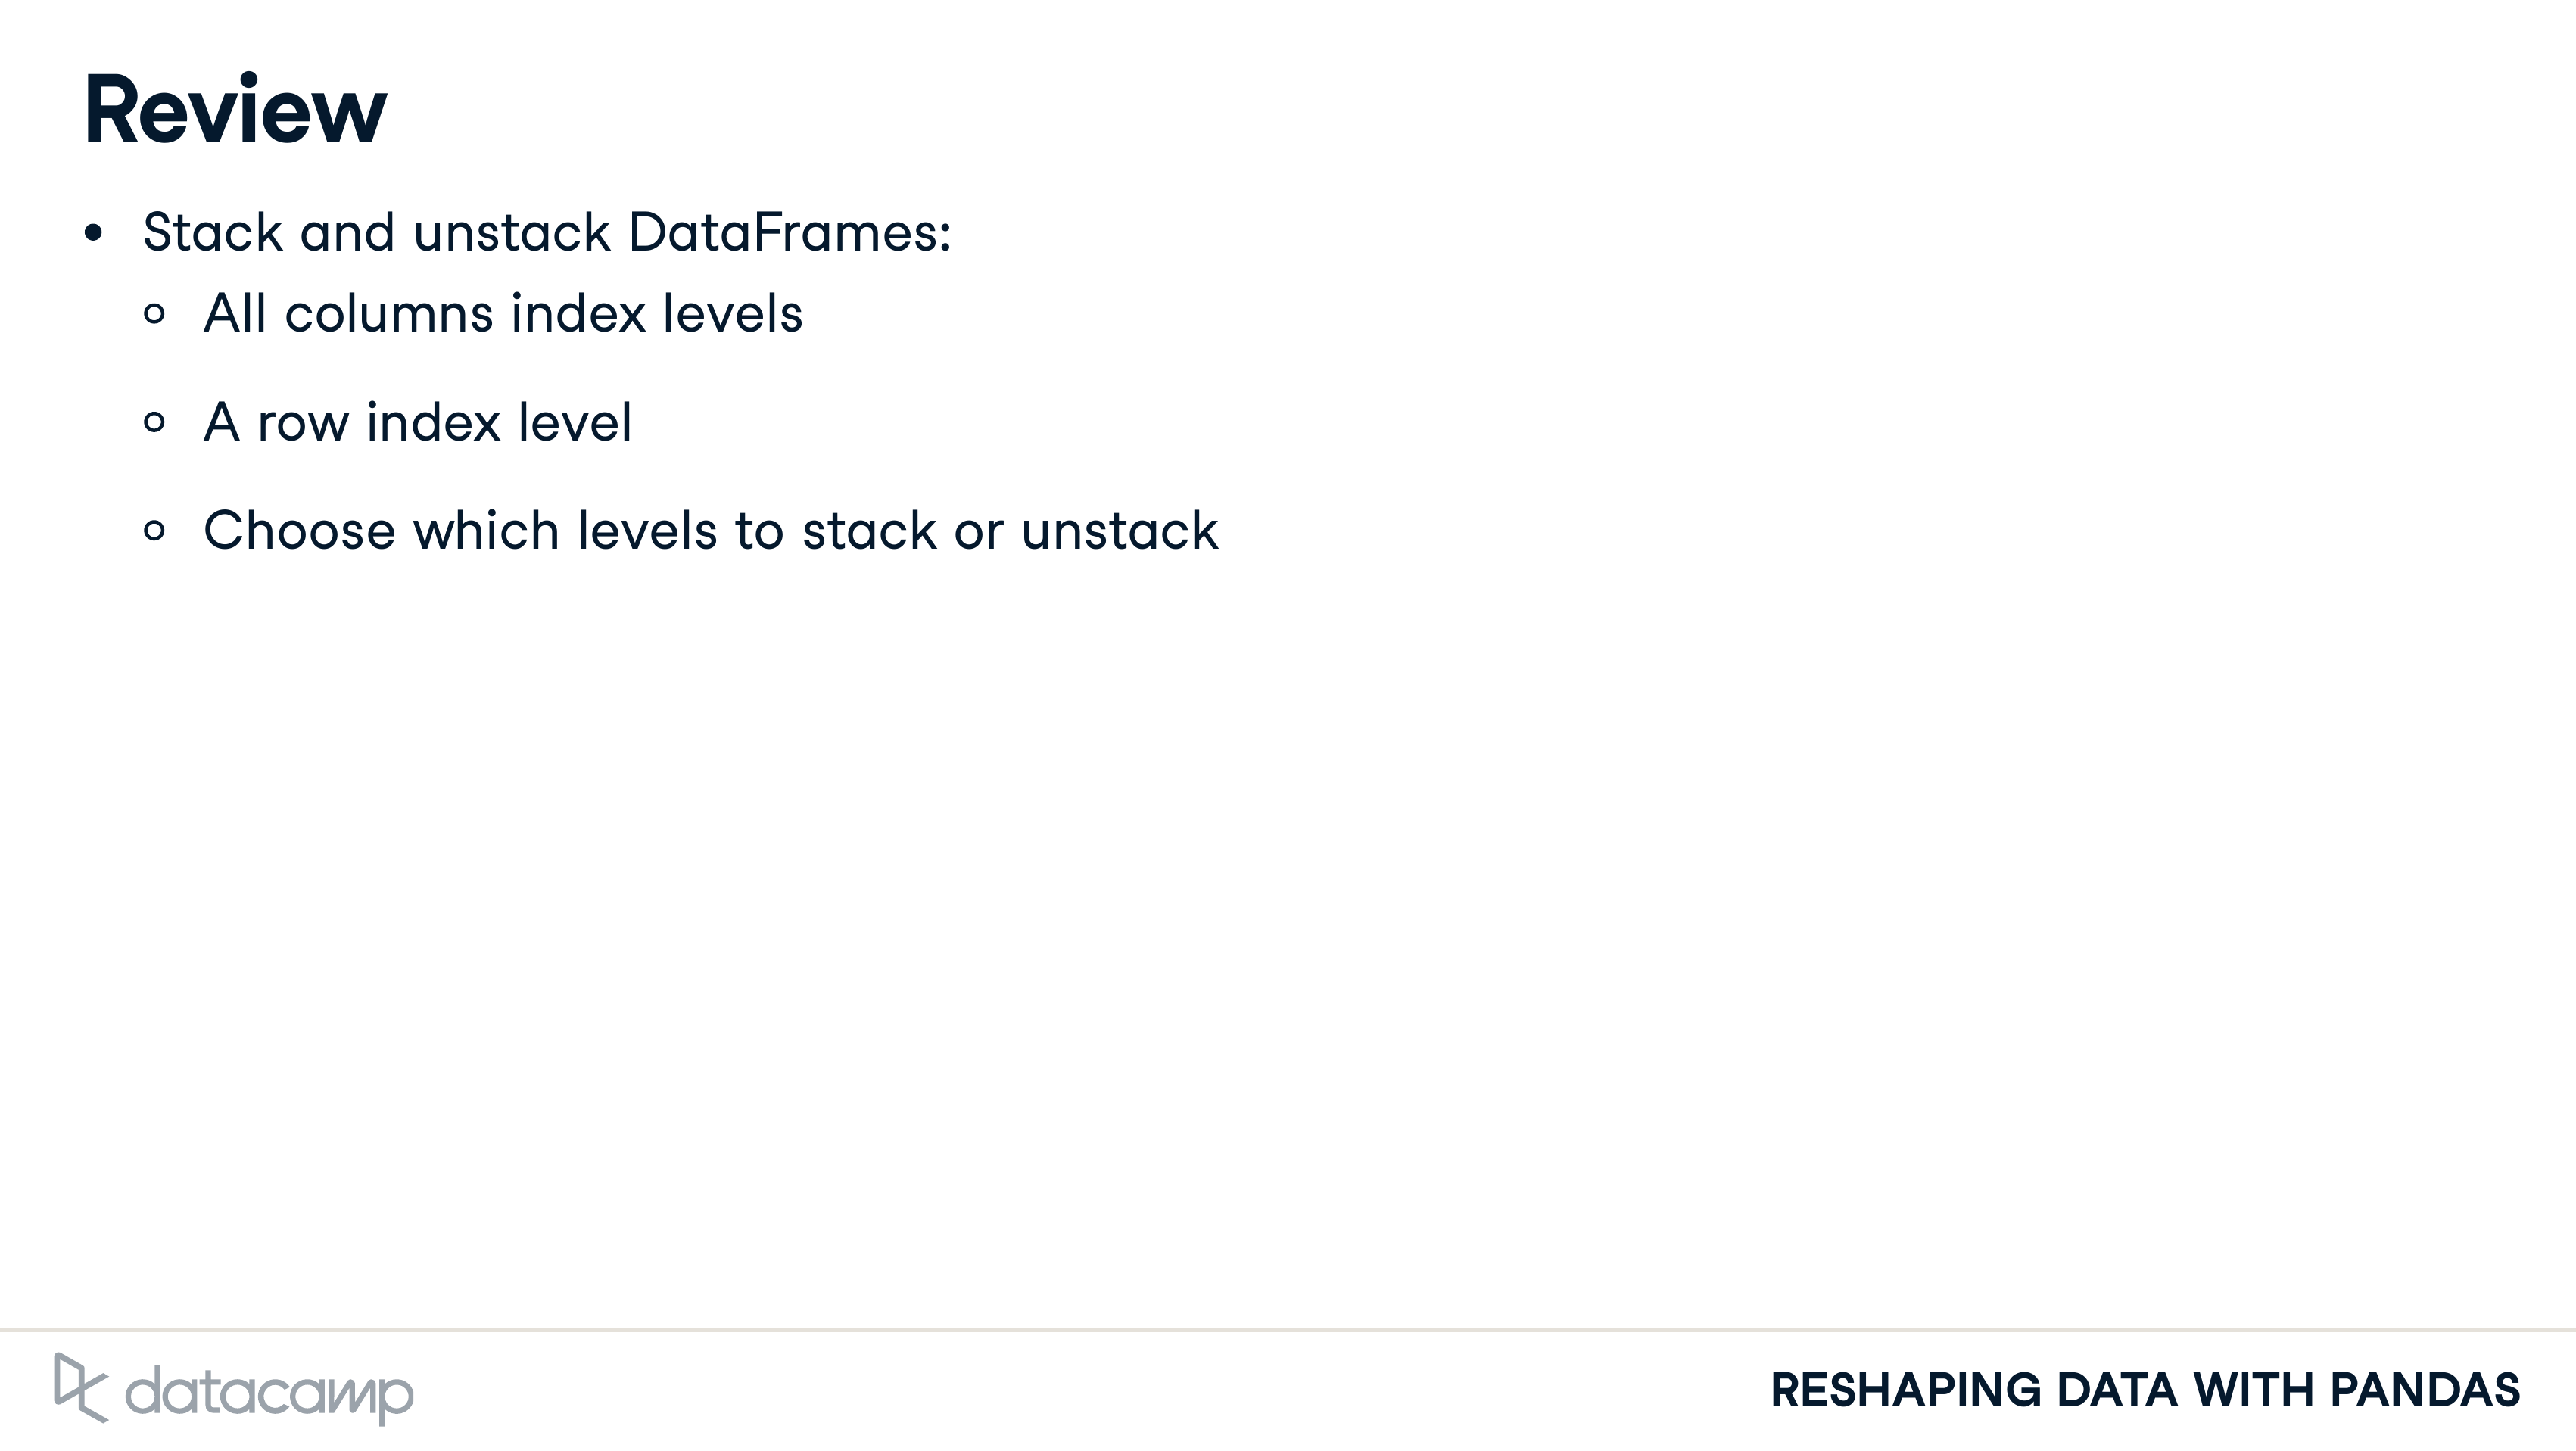 Review
• Stack and unstack DataFrames:
○ All columns index levels
○ A row index level
○ Choose which levels to stack or unstack
datacamp
RESHAPING DATA WITH PANDAS